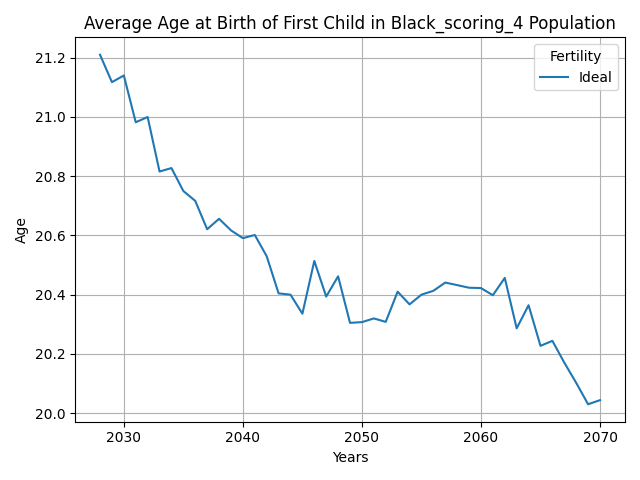 Average Age at Birth of First Child in Black_scoring_4 Population
Fertility
Ideal
21.2
21.0
20.8
20.6
20.4
20.2
20.0
Age
2030 2040 2050 2060 2070
Years